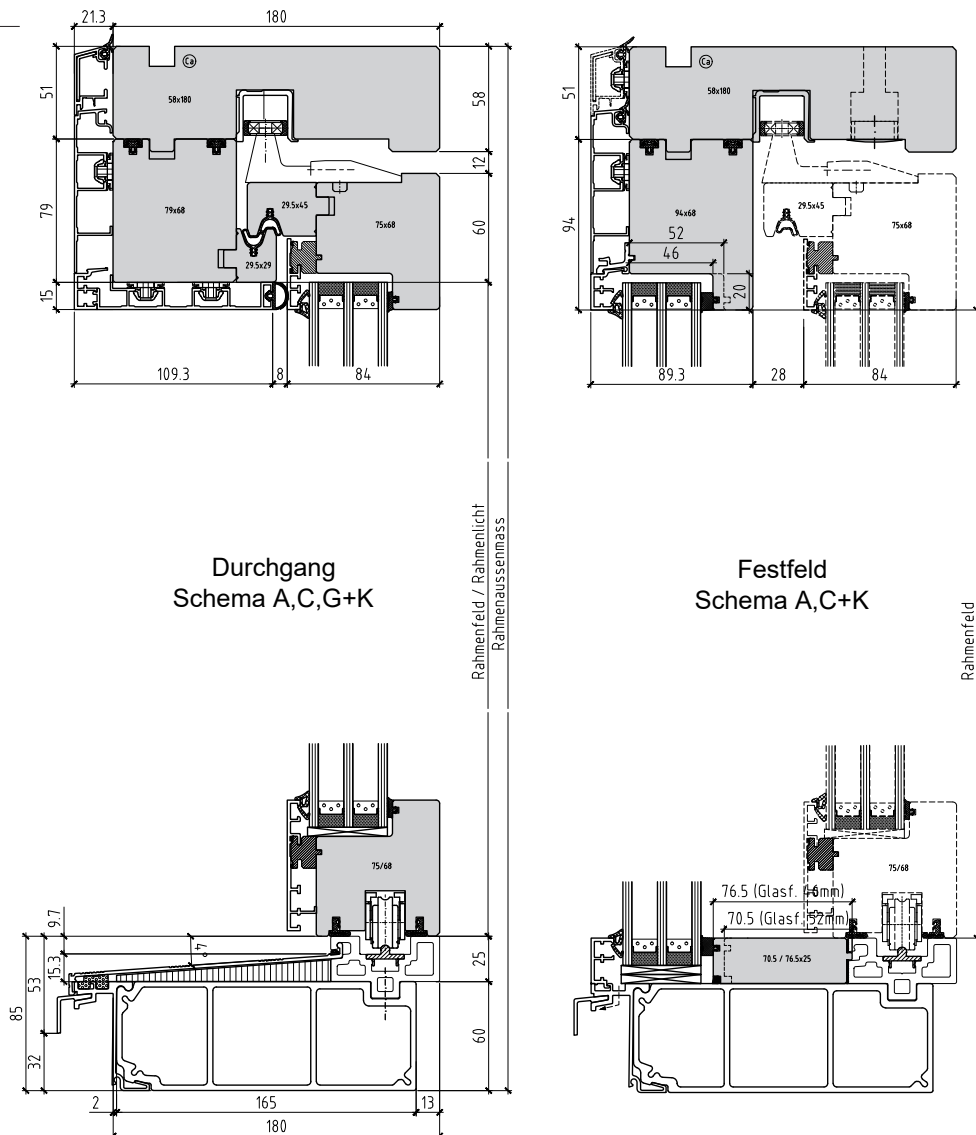 21.3
180
51
58
12
79
60
15
Ca
58x180
79x68
29.5x45
75x68
29.5x29
109.3
8
84
51
94
Ca
58x180
94x68
29.5x45
75x68
52
46
20
89.3
28
84
Durchgang
Schema A,C,G+K
Rahmenfeld / Rahmenlicht
Rahmenaussenmass
Festfeld
Schema A,C+K
Rahmenfeld
75/68
9.7
15.3
53
85
32
4°
25
60
2
165
13
180
75/68
76.5 (Glasf. 46mm)
70.5 (Glasf. 52mm)
70.5 / 76.5x25